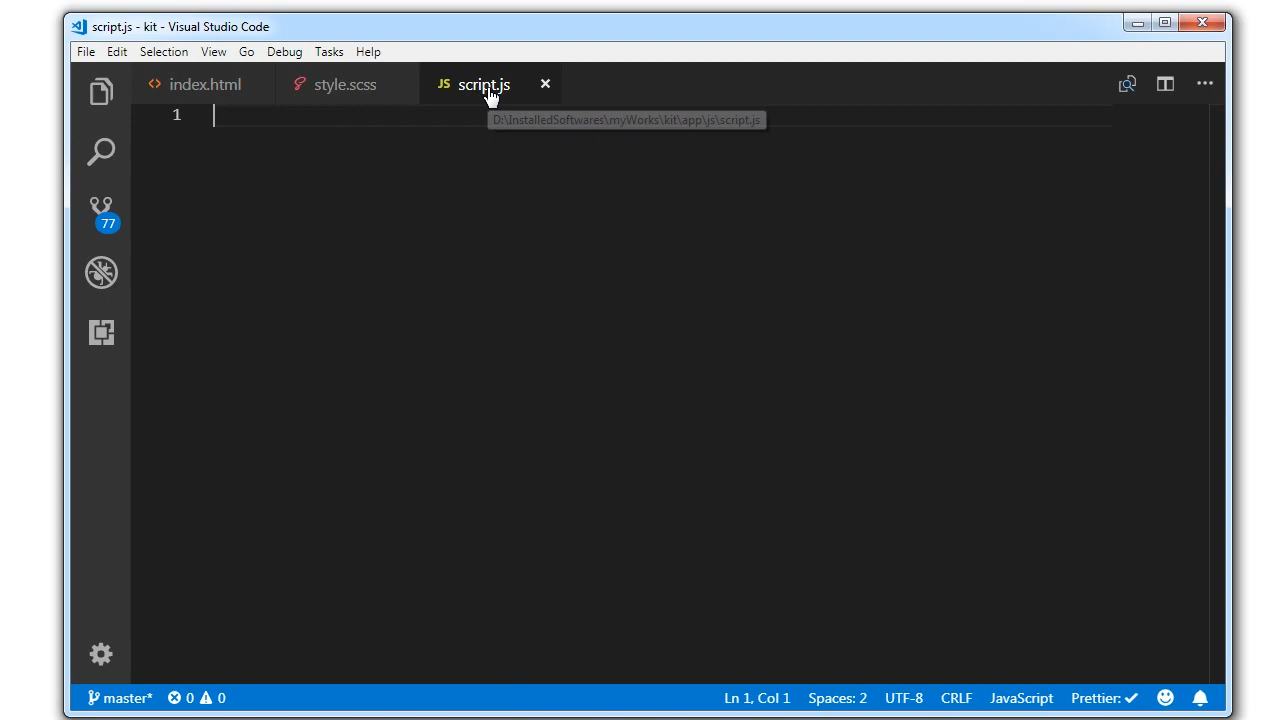 script.js - kit - Visual Studio Code
File Edit Selection View Go Debug Tasks Help
index.html style.scss JS script.js
D:\InstalledSoftwares\myWorks\kit\app\js\script.js
1
77
master* 0 0 Ln 1, Col 1 Spaces: 2 UTF-8 CRLF JavaScript Prettier: ✓